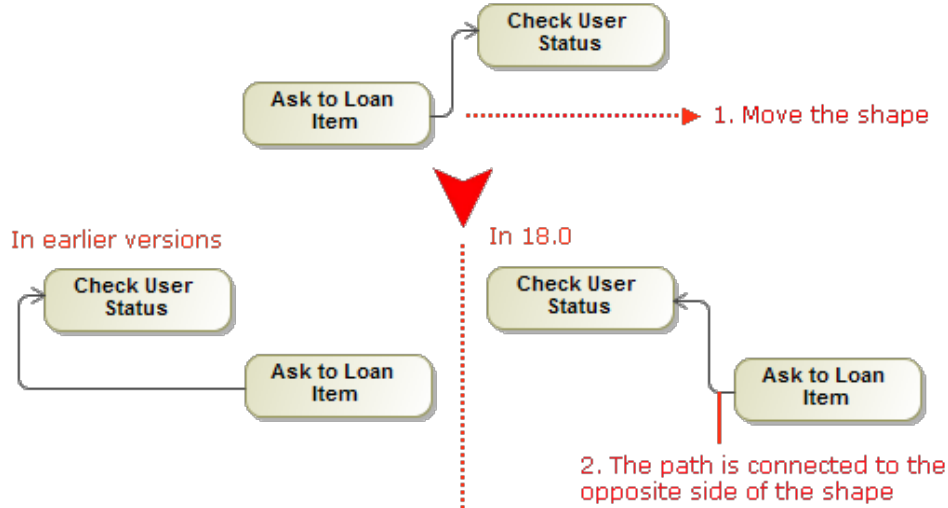 Check User
Status
Ask to Loan
Item
1. Move the shape
In earlier versions
In 18.0
Check User
Status
Ask to Loan
Item
Check User
Status
Ask to Loan
Item
2. The path is connected to the
opposite side of the shape